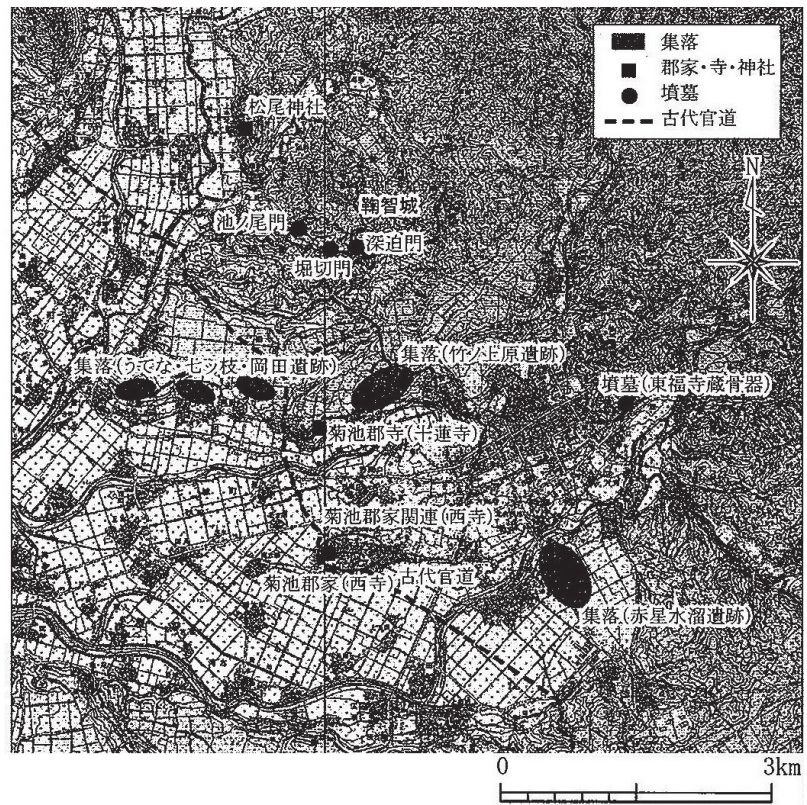 集落
郡家・寺・神社
墳墓
古代官道
N
松尾神社
鞠智城
池ノ尾門
深迫門
堀切門
集落(うてな・七ツ枝・岡田遺跡)
集落(竹ノ上原遺跡)
墳墓(東福寺蔵骨器)
菊池郡寺(十蓮寺)
菊池郡家関連(西寺)
菊池郡家(西寺)
古代官道
集落(赤星水溜遺跡)
0
3km